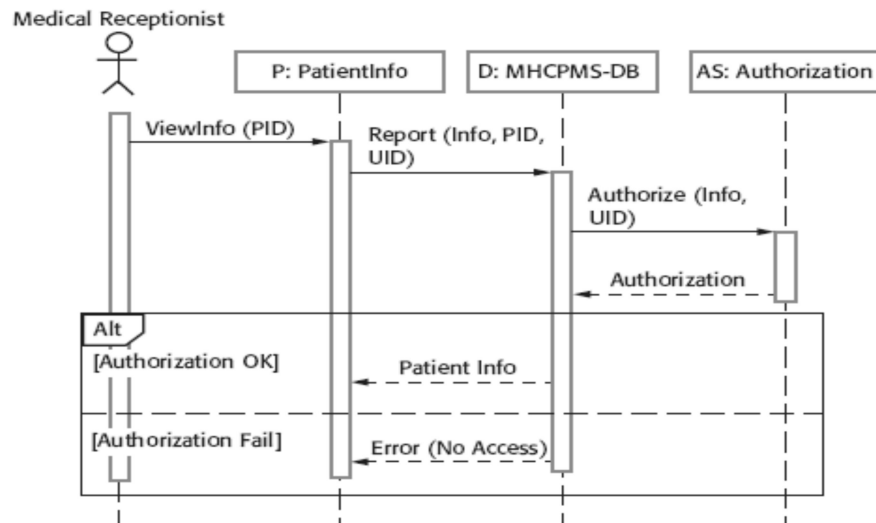 Medical Receptionist
P: PatientInfo
D: MHCPMS-DB
AS: Authorization
ViewInfo (PID)
Report (Info, PID,
UID)
Authorize (Info,
UID)
Authorization
Alt
[Authorization OK]
Patient Info
[Authorization Fail]
Error (No Access)